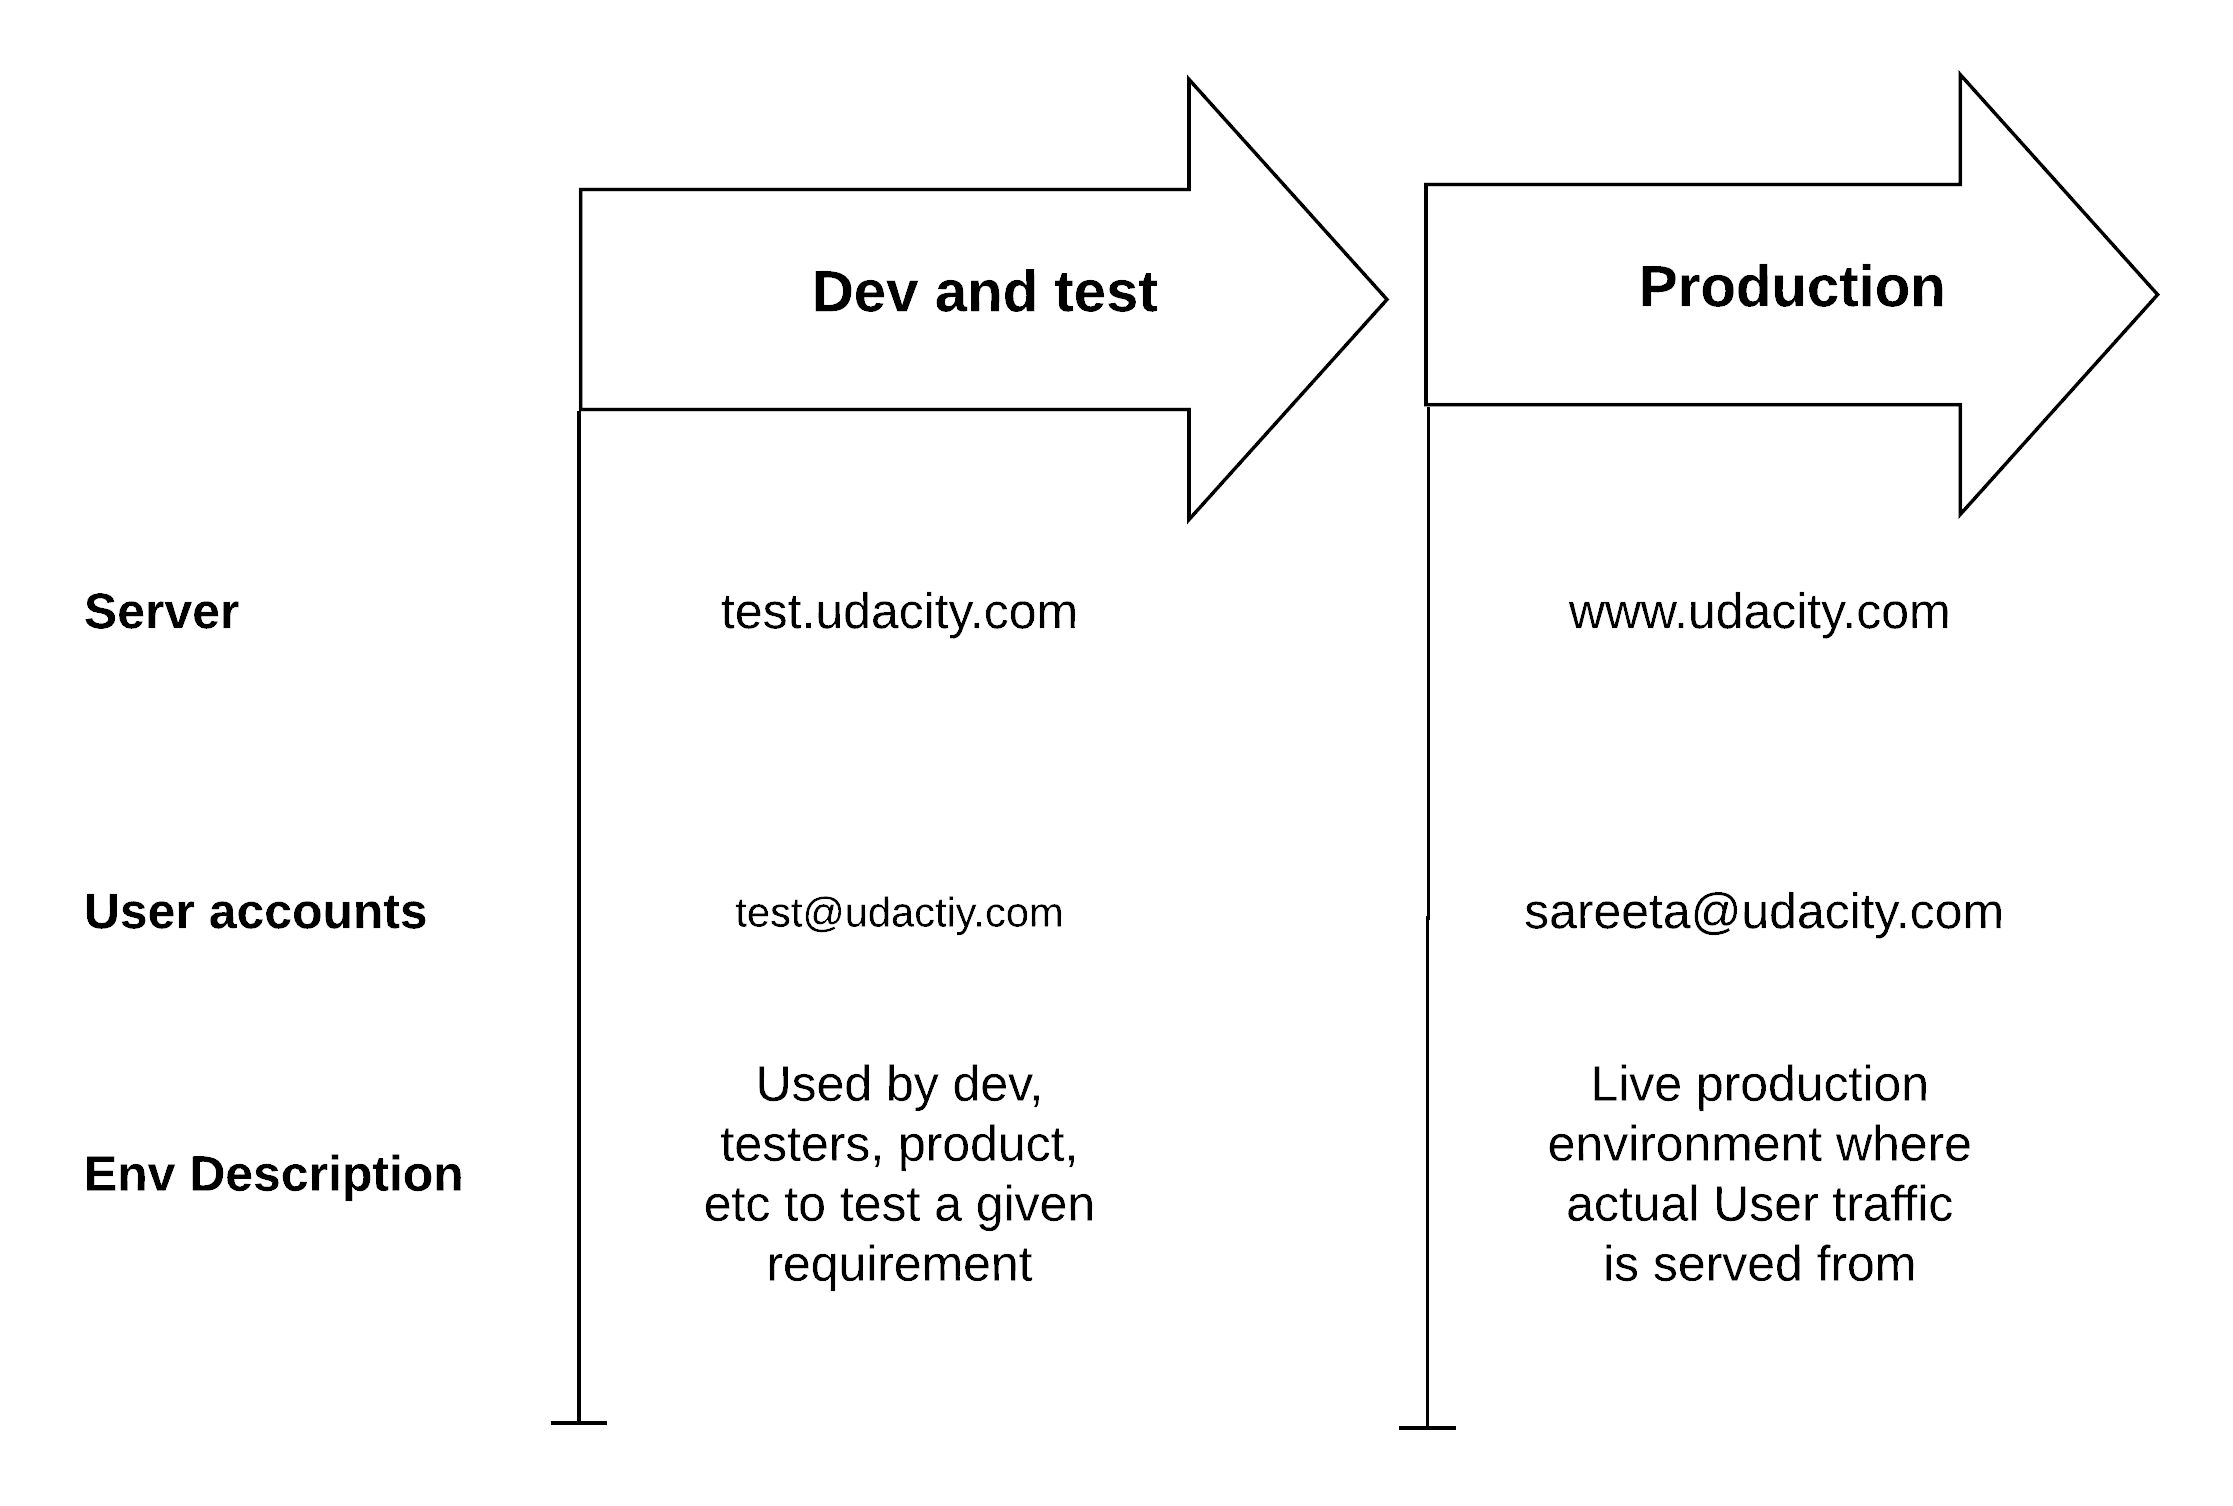 Dev and test
Production
Server
test.udacity.com
www.udacity.com
User accounts
test@udactiy.com
sareeta@udacity.com
Env Description
Used by dev,
testers, product,
etc to test a given
requirement
Live production
environment where
actual User traffic
is served from